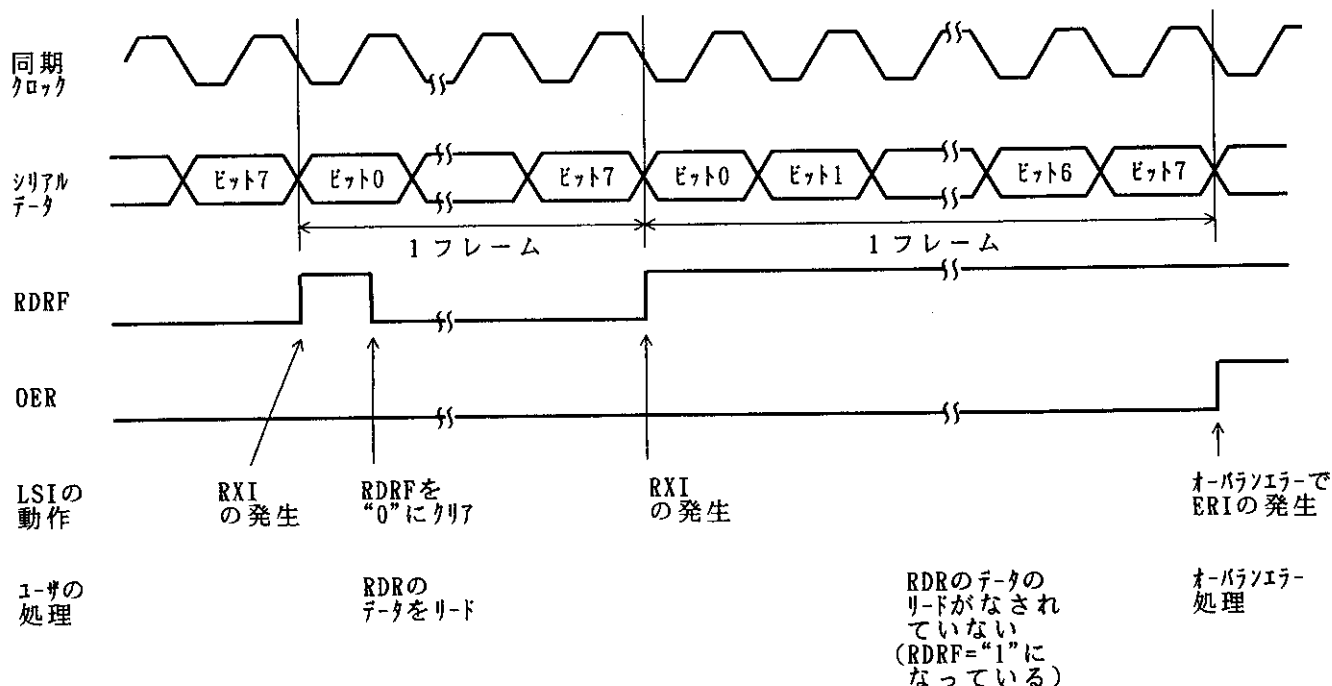 同期
クロック
シリアル
データ
ビット7
ビット0
ビット7
ビット0
ビット1
ビット6
ビット7
1フレーム
1フレーム
RDRF
OER
LSIの
動作
RXI
の発生
RDRFを
“0”にクリア
RXI
の発生
オーバランエラーで
ERIの発生
ユーザの
処理
RDRの
データをリード
RDRのデータの
リードがなされ
ていない
(RDRF=“1”に
なっている)
オーバランエラー
処理